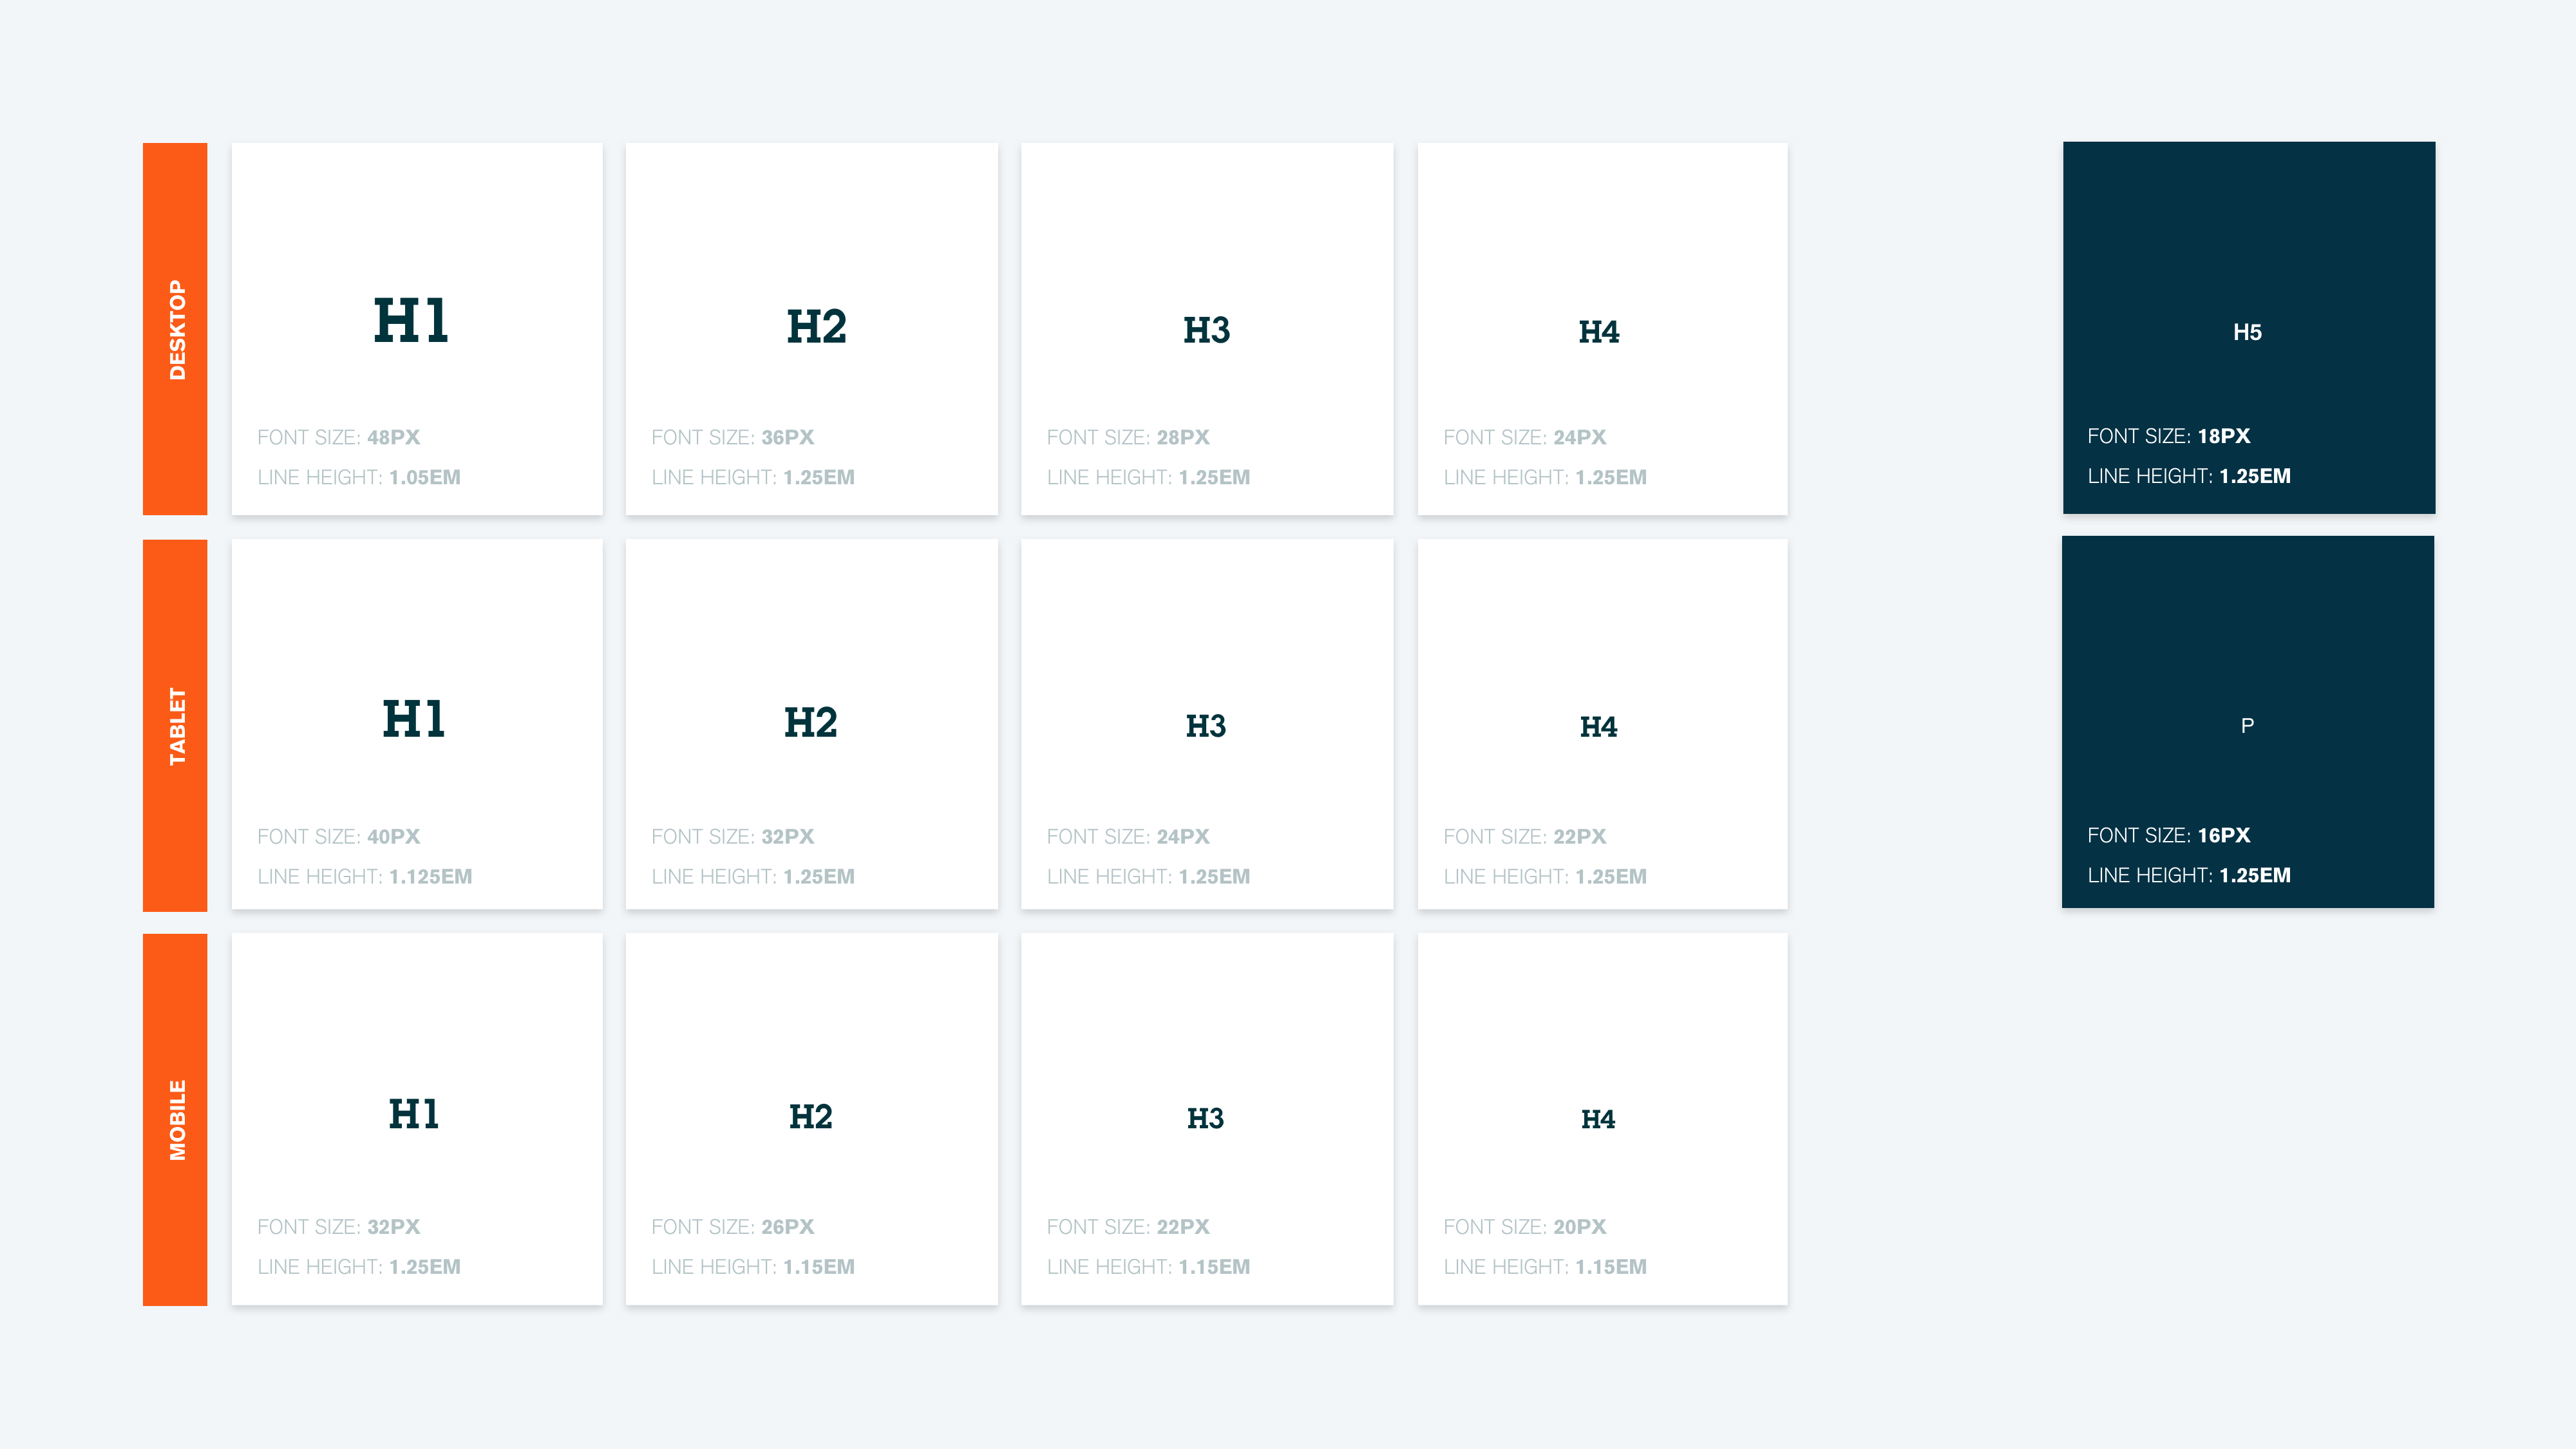 DESKTOP
H1
FONT SIZE: 48PX
LINE HEIGHT: 1.05EM
H2
FONT SIZE: 36PX
LINE HEIGHT: 1.25EM
H3
FONT SIZE: 28PX
LINE HEIGHT: 1.25EM
H4
FONT SIZE: 24PX
LINE HEIGHT: 1.25EM
H5
FONT SIZE: 18PX
LINE HEIGHT: 1.25EM
TABLET
H1
FONT SIZE: 40PX
LINE HEIGHT: 1.125EM
H2
FONT SIZE: 32PX
LINE HEIGHT: 1.25EM
H3
FONT SIZE: 24PX
LINE HEIGHT: 1.25EM
H4
FONT SIZE: 22PX
LINE HEIGHT: 1.25EM
P
FONT SIZE: 16PX
LINE HEIGHT: 1.25EM
MOBILE
H1
FONT SIZE: 32PX
LINE HEIGHT: 1.25EM
H2
FONT SIZE: 26PX
LINE HEIGHT: 1.15EM
H3
FONT SIZE: 22PX
LINE HEIGHT: 1.15EM
H4
FONT SIZE: 20PX
LINE HEIGHT: 1.15EM